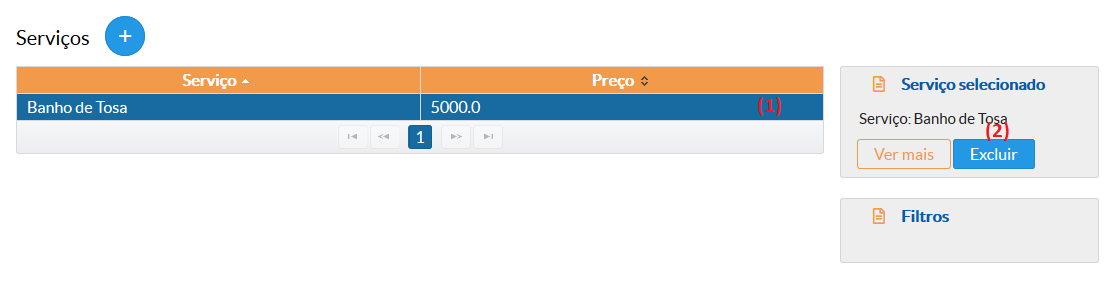 Serviços +
Serviço Preço
Banho de Tosa 5000.0 (1)
1
Serviço selecionado
Serviço: Banho de Tosa
(2)
Ver mais Excluir
Filtros